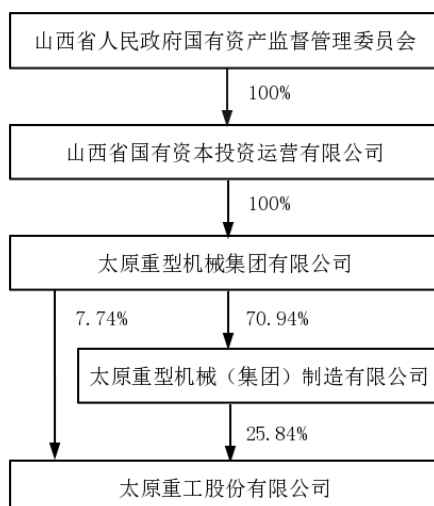 山西省人民政府国有资产监督管理委员会
100%
山西省国有资本投资运营有限公司
100%
太原重型机械集团有限公司
7.74%
70.94%
太原重型机械（集团）制造有限公司
25.84%
太原重工股份有限公司